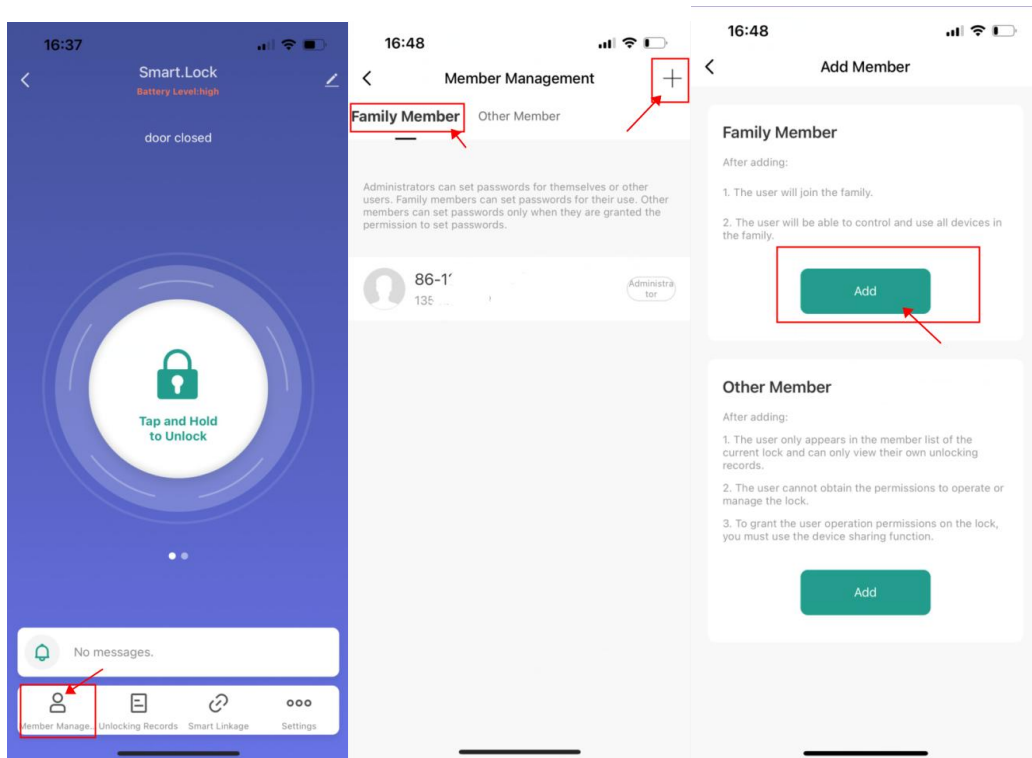 16:37
Smart.Lock
Battery Level:high
door closed
Tap and Hold
to Unlock
No messages.
Member Manage..
Unlocking Records
Smart Linkage
Settings
16:48
Member Management
Family Member
Other Member
Administrators can set passwords for themselves or other
users. Family members can set passwords for their use. Other
members can set passwords only when they are granted the
permission to set passwords.
86-1
135
Administra
tor
16:48
Add Member
Family Member
After adding:
1. The user will join the family.
2. The user will be able to control and use all devices in
the family.
Add
Other Member
After adding:
1. The user only appears in the member list of the
current lock and can only view their own unlocking
records.
2. The user cannot obtain the permissions to operate or
manage the lock.
3. To grant the user operation permissions on the lock,
you must use the device sharing function.
Add